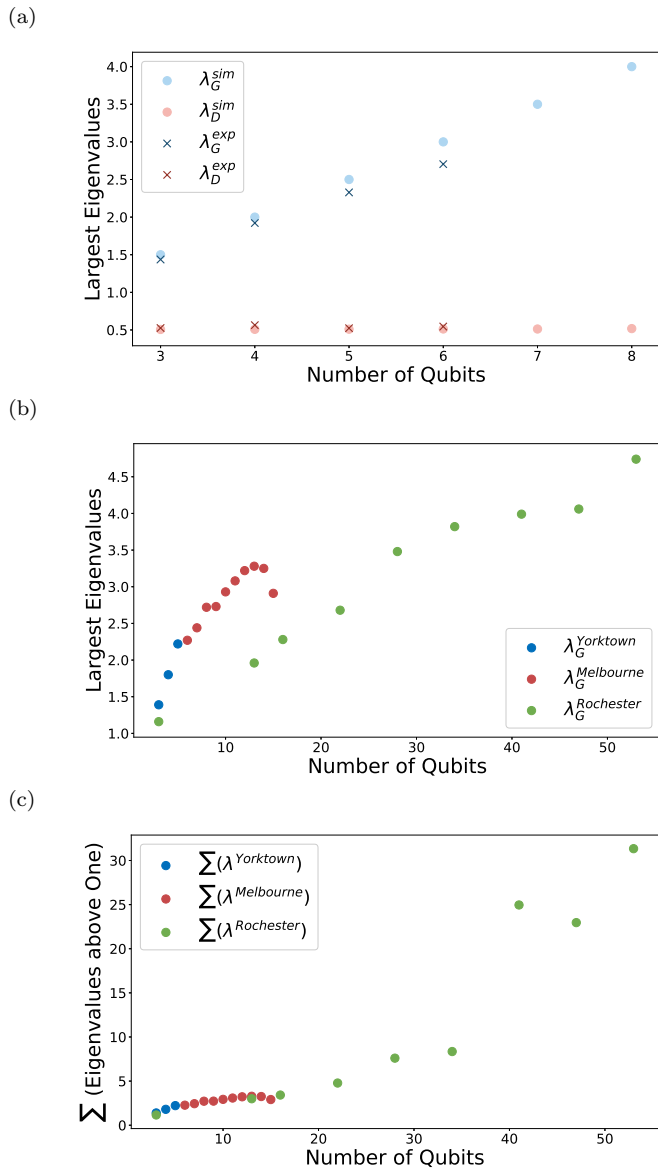 (a)
Largest Eigenvalues
4.0
3.5
3.0
2.5
2.0
1.5
1.0
0.5
λ_G^sim
λ_D^sim
λ_G^exp
λ_D^exp
3 4 5 6 7 8
Number of Qubits
(b)
Largest Eigenvalues
4.5
4.0
3.5
3.0
2.5
2.0
1.5
1.0
λ_G^Yorktown
λ_G^Melbourne
λ_G^Rochester
10 20 30 40 50
Number of Qubits
(c)
∑ (Eigenvalues above One)
30
25
20
15
10
5
0
∑(λ^Yorktown)
∑(λ^Melbourne)
∑(λ^Rochester)
10 20 30 40 50
Number of Qubits